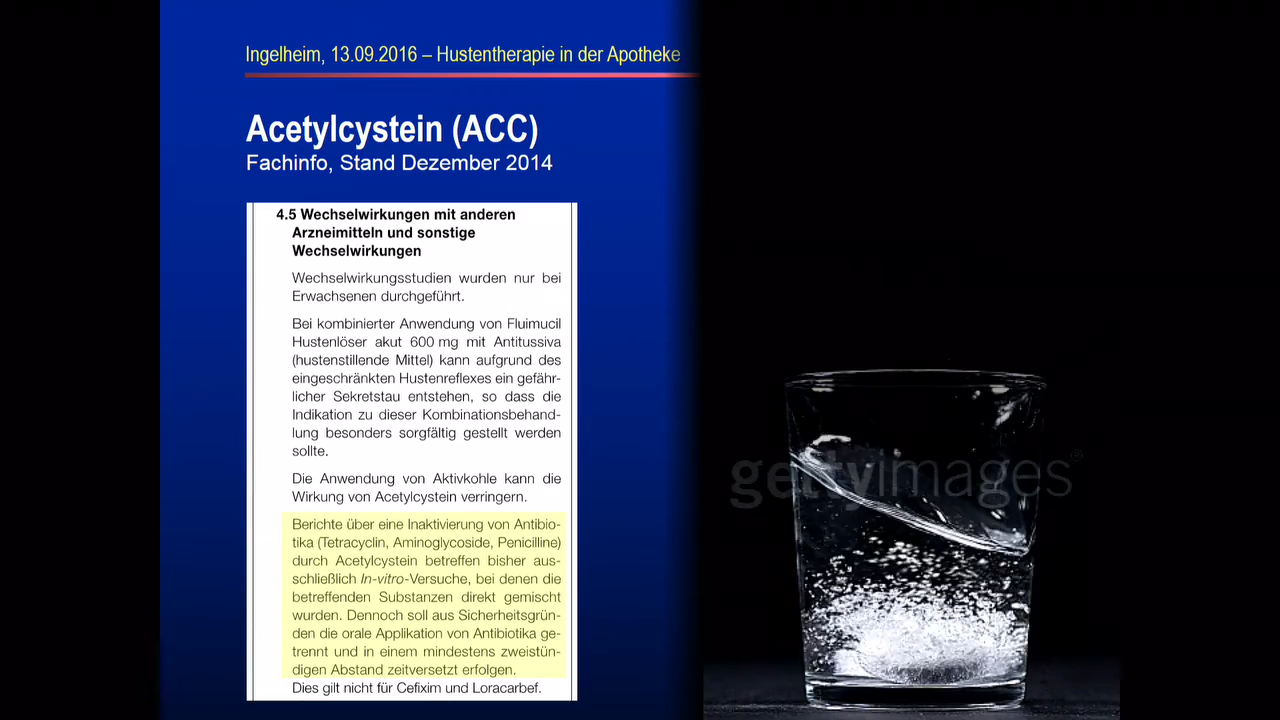 Ingelheim, 13.09.2016 – Hustentherapie in der Apotheke
Acetylcystein (ACC)
Fachinfo, Stand Dezember 2014
4.5 Wechselwirkungen mit anderen
Arzneimitteln und sonstige
Wechselwirkungen
Wechselwirkungsstudien wurden nur bei
Erwachsenen durchgeführt.
Bei kombinierter Anwendung von Fluimucil
Hustenlöser akut 600 mg mit Antitussiva
(hustenstillende Mittel) kann aufgrund des
eingeschränkten Hustenreflexes ein gefähr-
licher Sekretstau entstehen, so dass die
Indikation zu dieser Kombinationsbehand-
lung besonders sorgfältig gestellt werden
sollte.
Die Anwendung von Aktivkohle kann die
Wirkung von Acetylcystein verringern.
Berichte über eine Inaktivierung von Antibio-
tika (Tetracyclin, Aminoglycoside, Penicilline)
durch Acetylcystein betreffen bisher aus-
schließlich In-vitro-Versuche, bei denen die
betreffenden Substanzen direkt gemischt
wurden. Dennoch soll aus Sicherheitsgrün-
den die orale Applikation von Antibiotika ge-
trennt und in einem mindestens zweistün-
digen Abstand zeitversetzt erfolgen.
Dies gilt nicht für Cefixim und Loracarbef.
gettyimages®